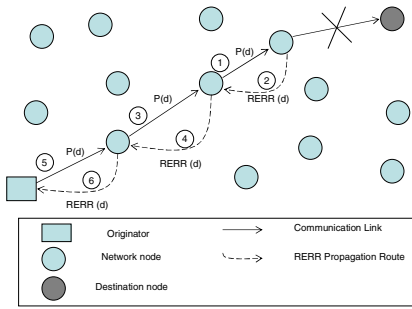 1
P(d)
2
RERR (d)
3
P(d)
4
RERR (d)
5
P(d)
6
RERR (d)
Originator
Communication Link
Network node
RERR Propagation Route
Destination node